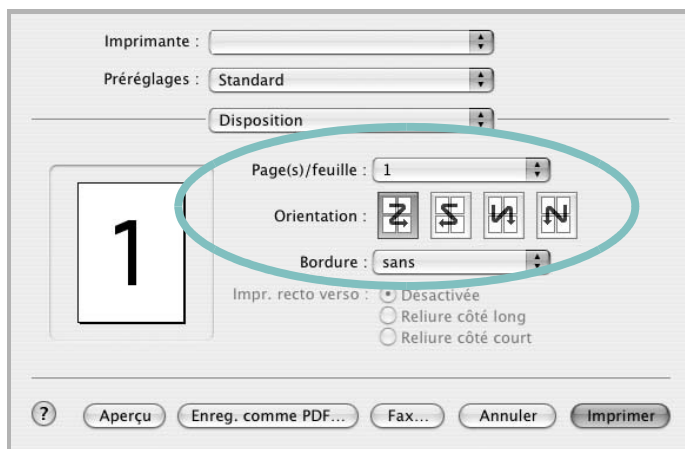 Imprimante :
Préréglages : Standard
Disposition
Page(s)/feuille : 1
1
Orientation :
Bordure : sans
Impr. recto verso : Désactivée
Reliure côté long
Reliure côté court
? Aperçu Enreg. comme PDF... Fax... Annuler Imprimer